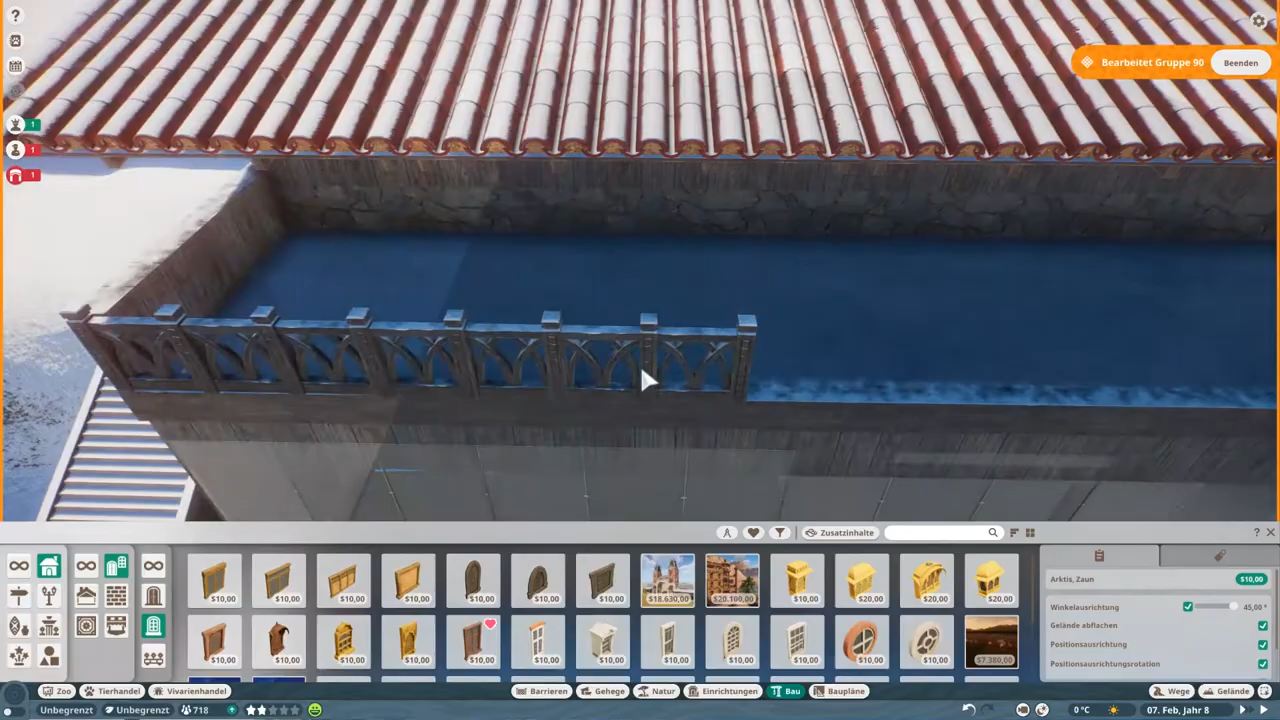 ?
Bearbeitet Gruppe 90
Beenden
1
1
1
Zusatzinhalte
? 
$10,00 $10,00 $10,00 $10,00 $10,00 $10,00 $10,00 $18.630,00 $20.100,00 $10,00 $20,00 $20,00 $20,00
$10,00 $10,00 $10,00 $10,00 $10,00 $10,00 $10,00 $10,00 $10,00 $10,00 $10,00 $10,00 $7.380,00
Arktis, Zaun $10,00
Winkelausrichtung 45,00 °
Gelände abflachen
Positionsausrichtung
Positionsausrichtungsrotation
Zoo Tierhandel Vivarienhandel Barrieren Gehege Natur Einrichtungen Bau Baupläne Wege Gelände
Unbegrenzt Unbegrenzt 718 0 °C 07. Feb, Jahr 8